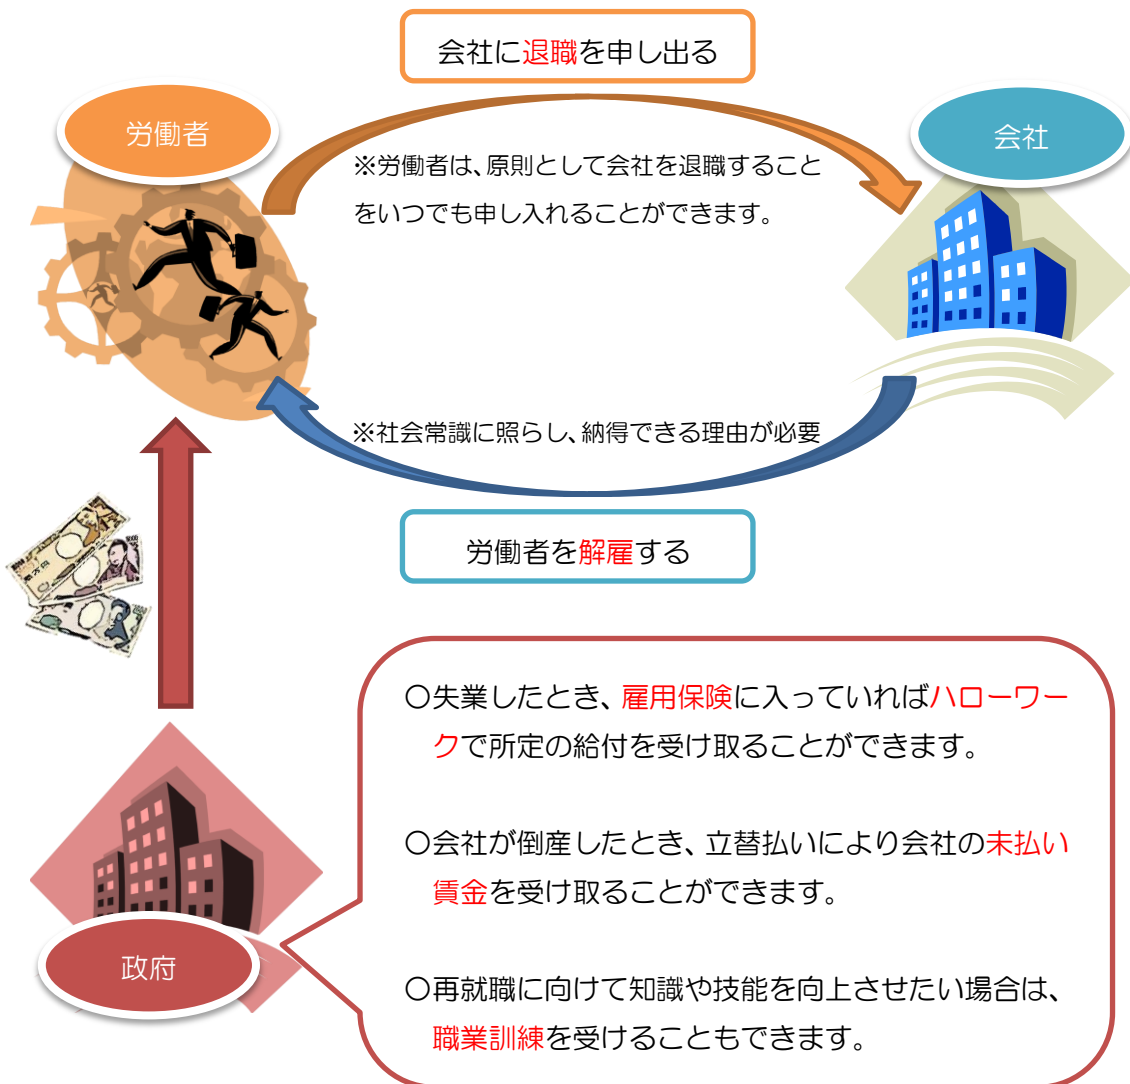 会社に退職を申し出る
労働者
会社
※労働者は、原則として会社を退職すること
をいつでも申し入れることができます。
※社会常識に照らし、納得できる理由が必要
労働者を解雇する
〇失業したとき、雇用保険に入っていればハローワー
クで所定の給付を受け取ることができます。
〇会社が倒産したとき、立替払いにより会社の未払い
賃金を受け取ることができます。
政府
〇再就職に向けて知識や技能を向上させたい場合は、
職業訓練を受けることもできます。